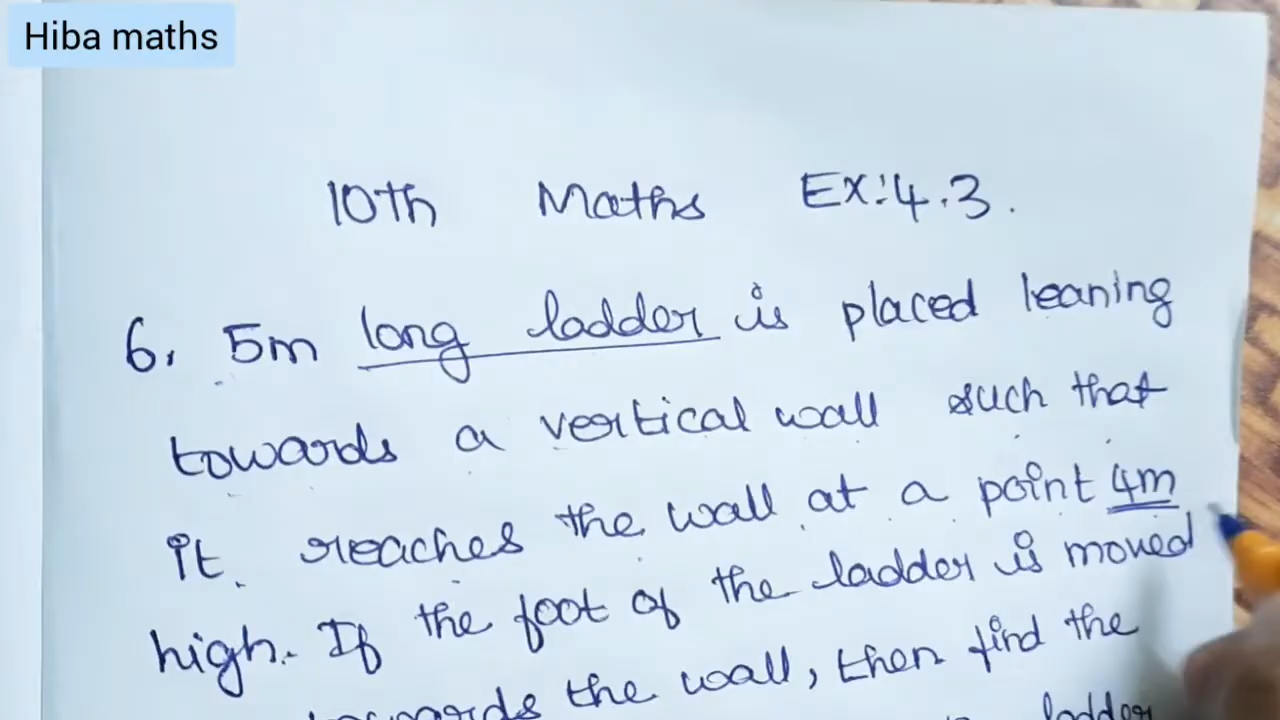 Hiba maths
10th Maths Ex:4.3.
6. 5m long ladder is placed leaning
towards a vertical wall such that
it reaches the wall at a point 4m
high. If the foot of the ladder is moved
towards the wall, then find the
ladder